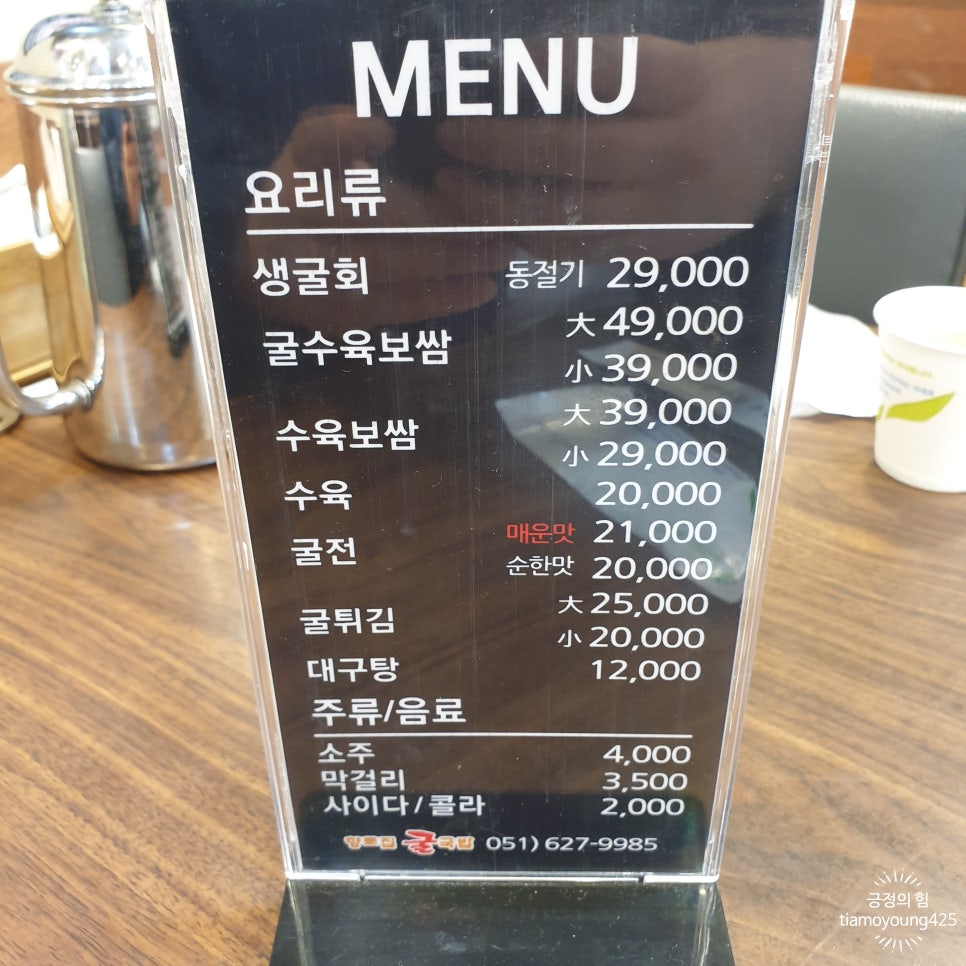 MENU
요리류
생굴회 동절기 29,000
굴수육보쌈 大 49,000
小 39,000
수육보쌈 大 39,000
小 29,000
수육 20,000
굴전 매운맛 21,000
순한맛 20,000
굴튀김 大 25,000
小 20,000
대구탕 12,000
주류/음료
소주 4,000
막걸리 3,500
사이다/콜라 2,000
굴국밥 051) 627-9985
긍정의 힘
tiamoyoung425